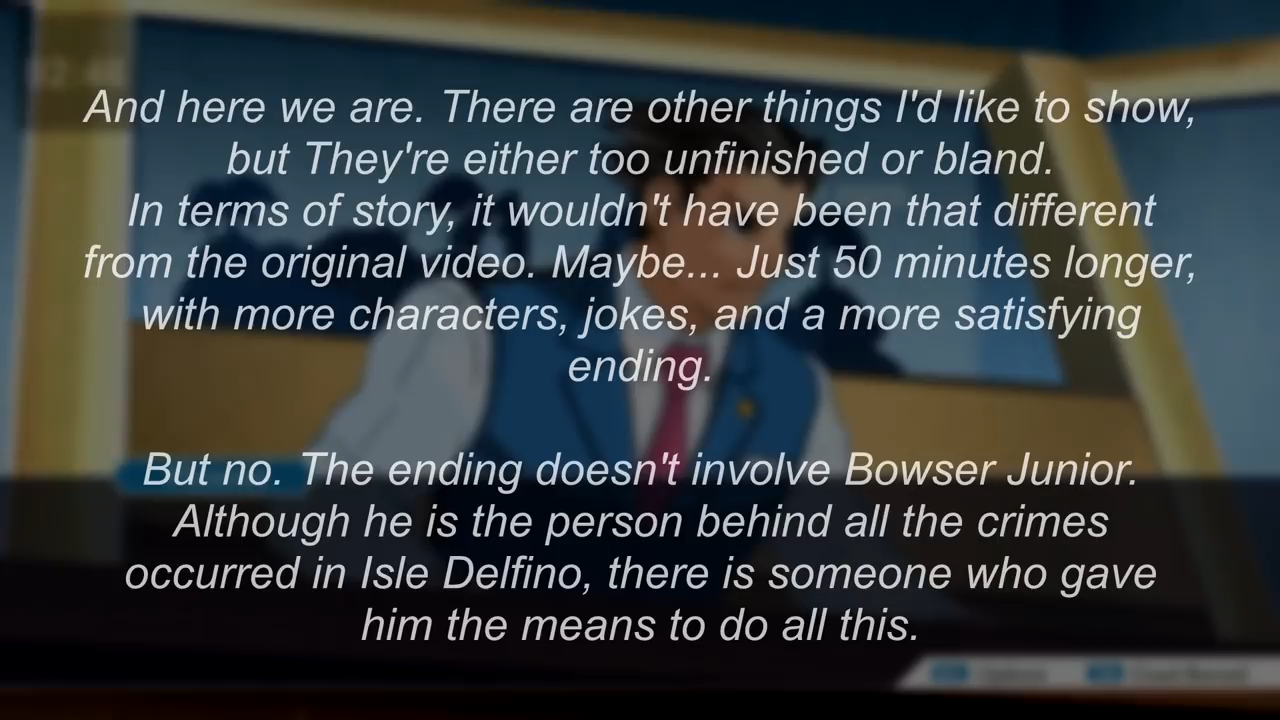 And here we are. There are other things I'd like to show,
but They're either too unfinished or bland.
In terms of story, it wouldn't have been that different
from the original video. Maybe... Just 50 minutes longer,
with more characters, jokes, and a more satisfying
ending.
But no. The ending doesn't involve Bowser Junior.
Although he is the person behind all the crimes
occurred in Isle Delfino, there is someone who gave
him the means to do all this.